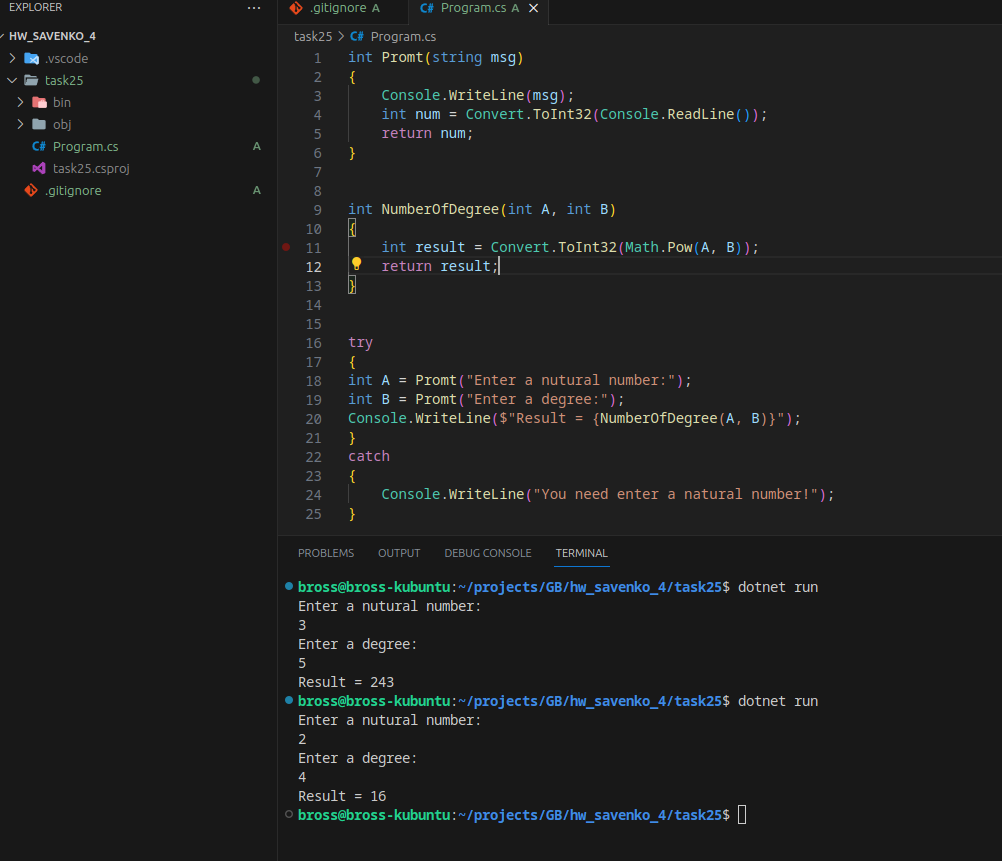 EXPLORER ...
HW_SAVENKO_4
.vscode
task25
bin
obj
Program.cs A
task25.csproj
.gitignore A
.gitignore A C# Program.cs A
task25 > C# Program.cs
1 int Promt(string msg)
2 {
3 Console.WriteLine(msg);
4 int num = Convert.ToInt32(Console.ReadLine());
5 return num;
6 }
7
8
9 int NumberOfDegree(int A, int B)
10 {
11 int result = Convert.ToInt32(Math.Pow(A, B));
12 return result;
13 }
14
15
16 try
17 {
18 int A = Promt("Enter a nutural number:");
19 int B = Promt("Enter a degree:");
20 Console.WriteLine($"Result = {NumberOfDegree(A, B)}");
21 }
22 catch
23 {
24 Console.WriteLine("You need enter a natural number!");
25 }
PROBLEMS OUTPUT DEBUG CONSOLE TERMINAL
bross@bross-kubuntu:~/projects/GB/hw_savenko_4/task25$ dotnet run
Enter a nutural number:
3
Enter a degree:
5
Result = 243
bross@bross-kubuntu:~/projects/GB/hw_savenko_4/task25$ dotnet run
Enter a nutural number:
2
Enter a degree:
4
Result = 16
bross@bross-kubuntu:~/projects/GB/hw_savenko_4/task25$